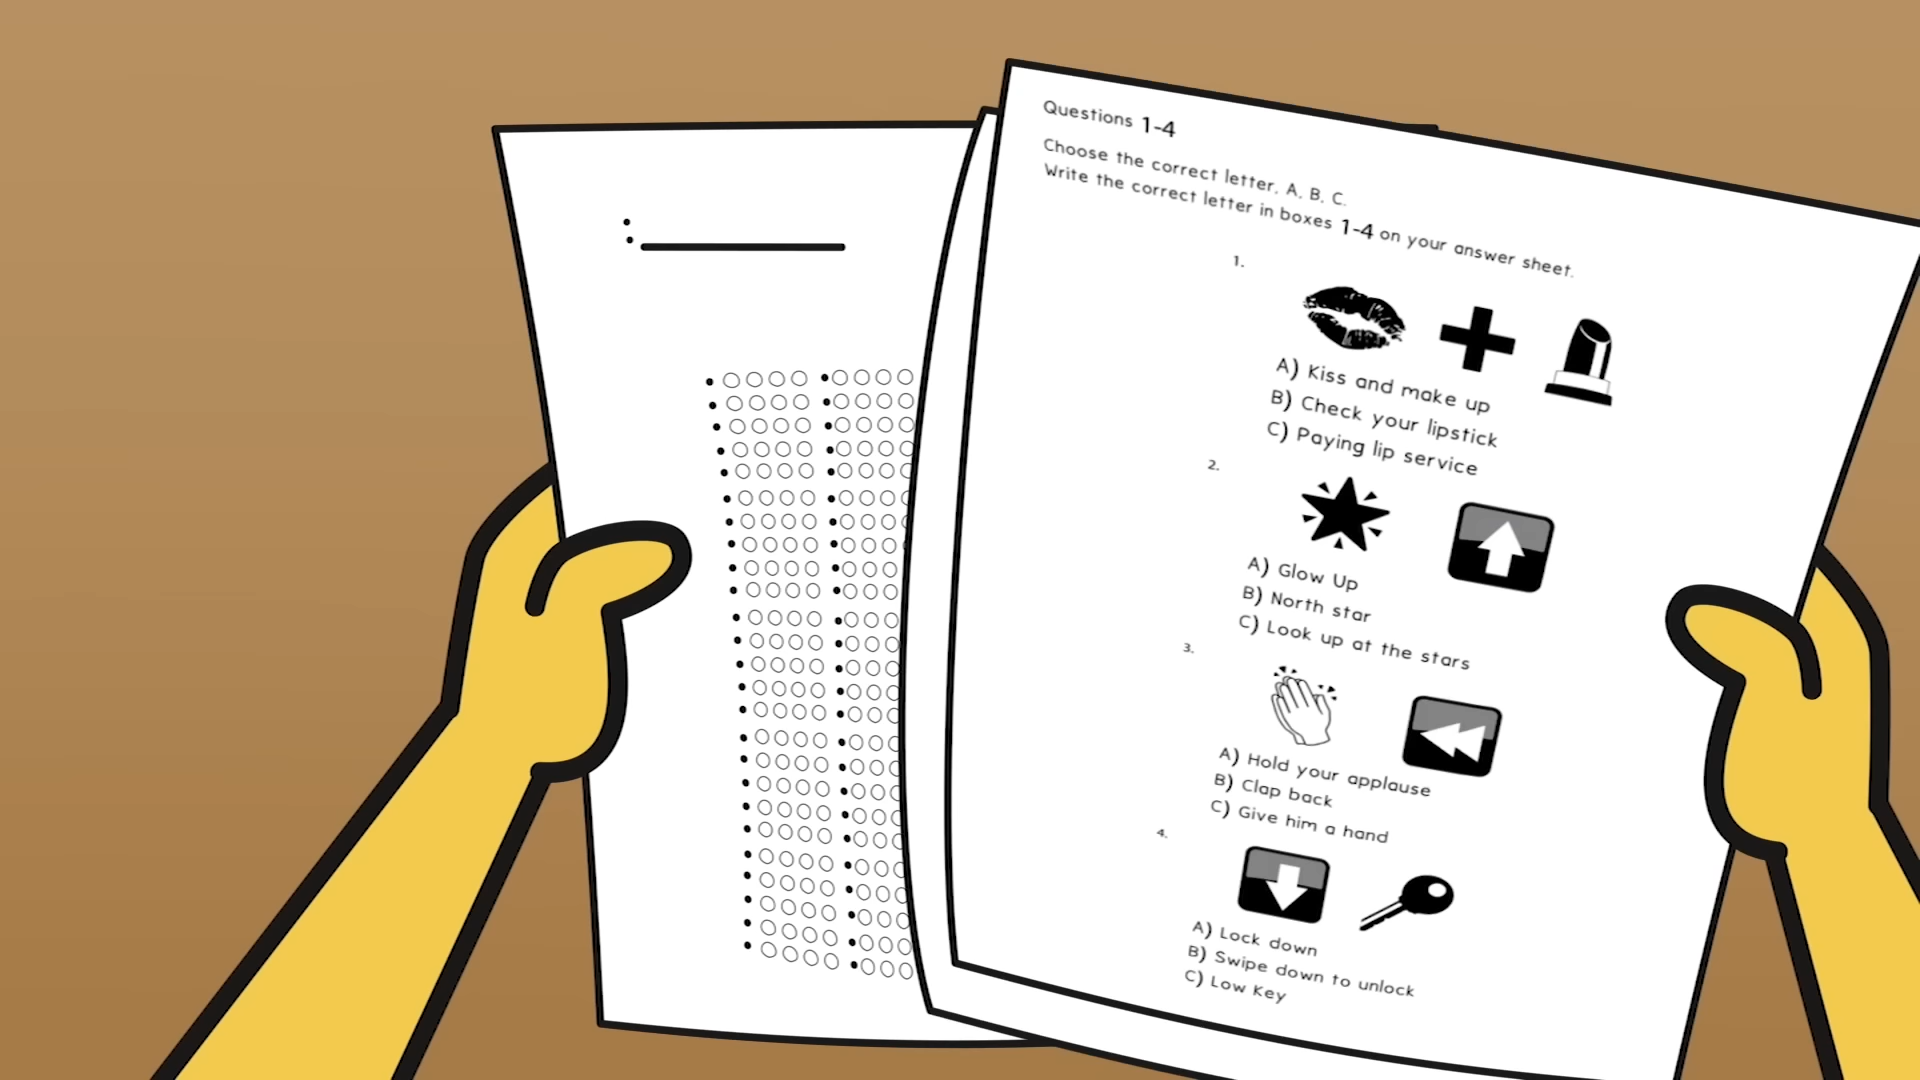 Questions 1-4
Choose the correct letter, A, B, C.
Write the correct letter in boxes 1-4 on your answer sheet.
1.
A) Kiss and make up
B) Check your lipstick
C) Paying lip service
2.
A) Glow Up
B) North star
C) Look up at the stars
3.
A) Hold your applause
B) Clap back
C) Give him a hand
4.
A) Lock down
B) Swipe down to unlock
C) Low Key